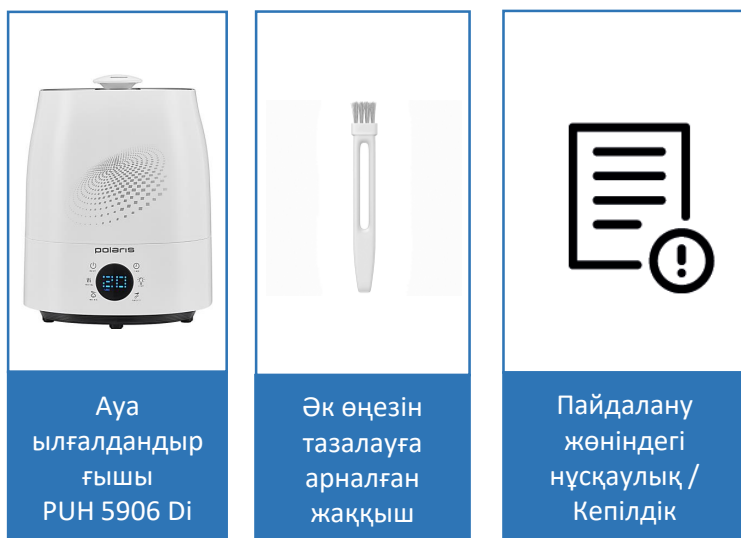 polaris
Ауа
ылғалдандыр
ғышы
PUH 5906 Di
Әк өңезін
тазалауға
арналған
жаққыш
Пайдалану
жөніндегі
нұсқаулық /
Кепілдік